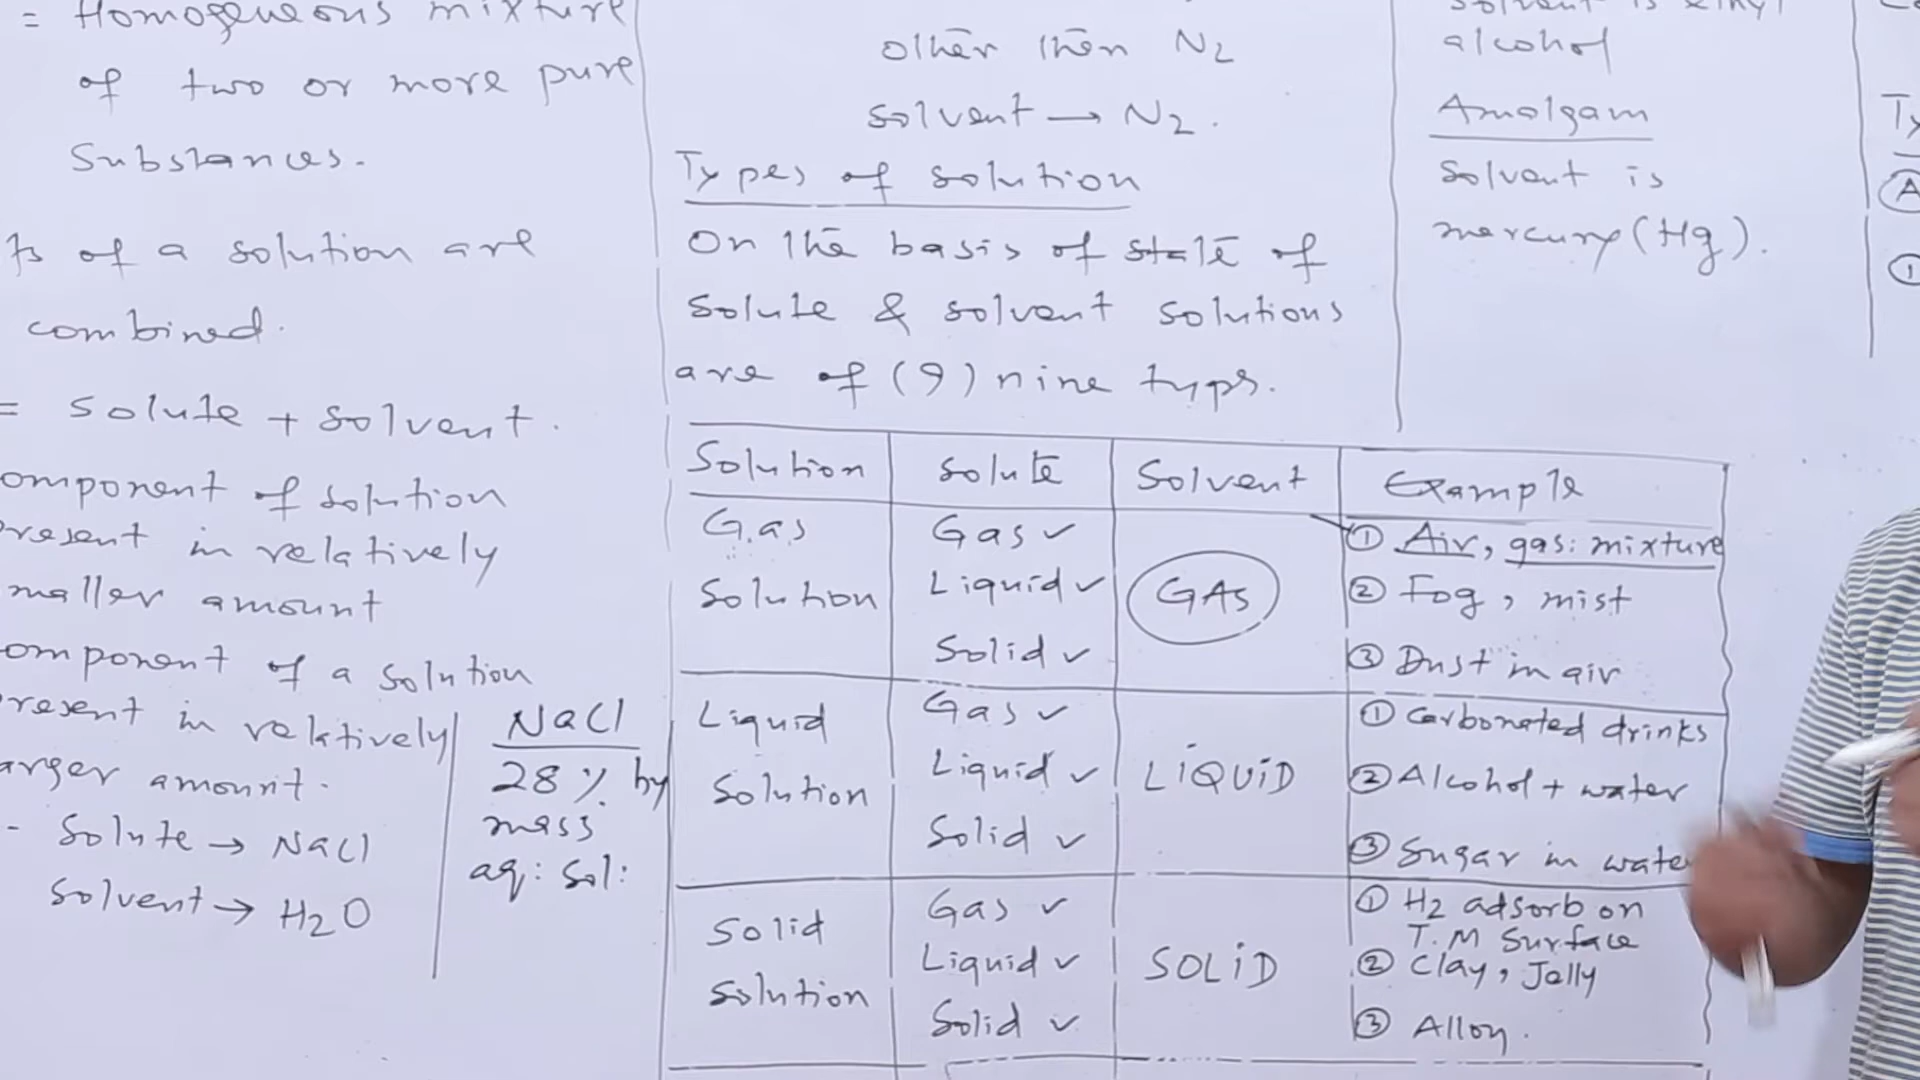 = Homogeneous mixture
of two or more pure
Substances.
ts of a solution are
combined.
= solute + solvent.
omponent of solution
resent in relatively
maller amount
omponent of a solution
resent in relatively
arger amount.
- Solute → NaCl
Solvent → H2O
NaCl
28% by
mass
aq: sol:
other then N2
solvent → N2.
Types of solution
On the basis of state of
Solute & solvent solutions
are of (9) nine types.
Solution Solute Solvent Example
Gas Solution GAS
Gas ✓ ① Air, gas: mixture
Liquid ✓ ② Fog, mist
Solid ✓ ③ Dust in air
Liquid Solution LIQUID
Gas ✓ ① Carbonated drinks
Liquid ✓ ② Alcohol + water
Solid ✓ ③ Sugar in wate
Solid Solution SOLID
Gas ✓ ① H2 adsorb on
T.M Surface
Liquid ✓ ② Clay, Jelly
Solid ✓ ③ Alloy.
alcohol
Amalgam
Solvent is
mercury (Hg).
Ty
A
①